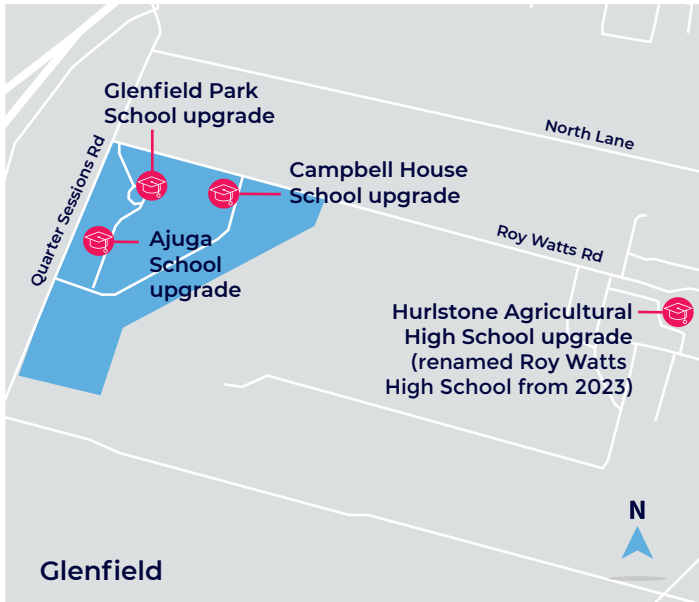 Glenfield Park
School upgrade
North Lane
Quarter Sessions Rd
Campbell House
School upgrade
Ajuga
School
upgrade
Roy Watts Rd
Hurlstone Agricultural
High School upgrade
(renamed Roy Watts
High School from 2023)
N
Glenfield